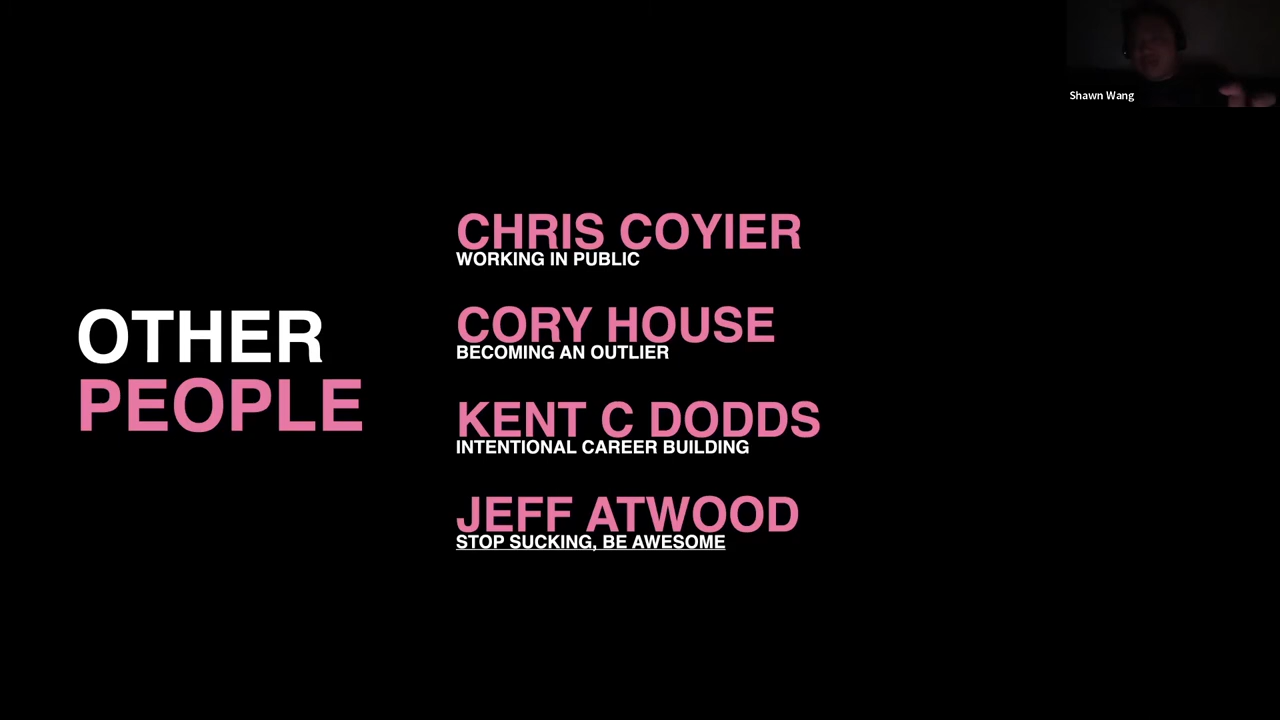 Shawn Wang
OTHER
PEOPLE
CHRIS COYIER
WORKING IN PUBLIC
CORY HOUSE
BECOMING AN OUTLIER
KENT C DODDS
INTENTIONAL CAREER BUILDING
JEFF ATWOOD
STOP SUCKING, BE AWESOME